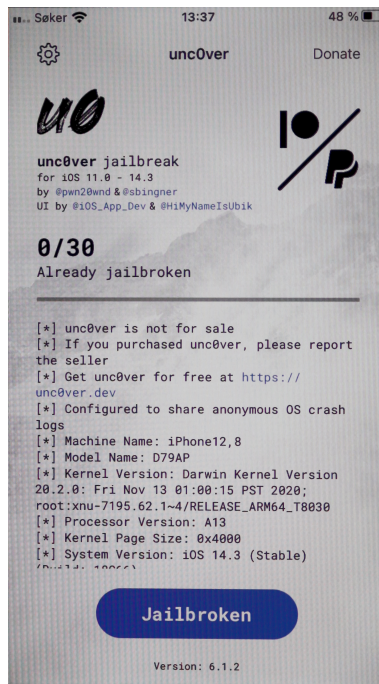 Søker
13:37
48 %
unc0ver
Donate
u0
unc0ver jailbreak
for iOS 11.0 - 14.3
by @pwn20wnd & @sbingner
UI by @iOS_App_Dev & @HiMyNameIsUbik
0/30
Already jailbroken
[*] unc0ver is not for sale
[*] If you purchased unc0ver, please report
the seller
[*] Get unc0ver for free at https://
unc0ver.dev
[*] Configured to share anonymous OS crash
logs
[*] Machine Name: iPhone12,8
[*] Model Name: D79AP
[*] Kernel Version: Darwin Kernel Version
20.2.0: Fri Nov 13 01:00:15 PST 2020;
root:xnu-7195.62.1~4/RELEASE_ARM64_T8030
[*] Processor Version: A13
[*] Kernel Page Size: 0x4000
[*] System Version: iOS 14.3 (Stable)
Jailbroken
Version: 6.1.2